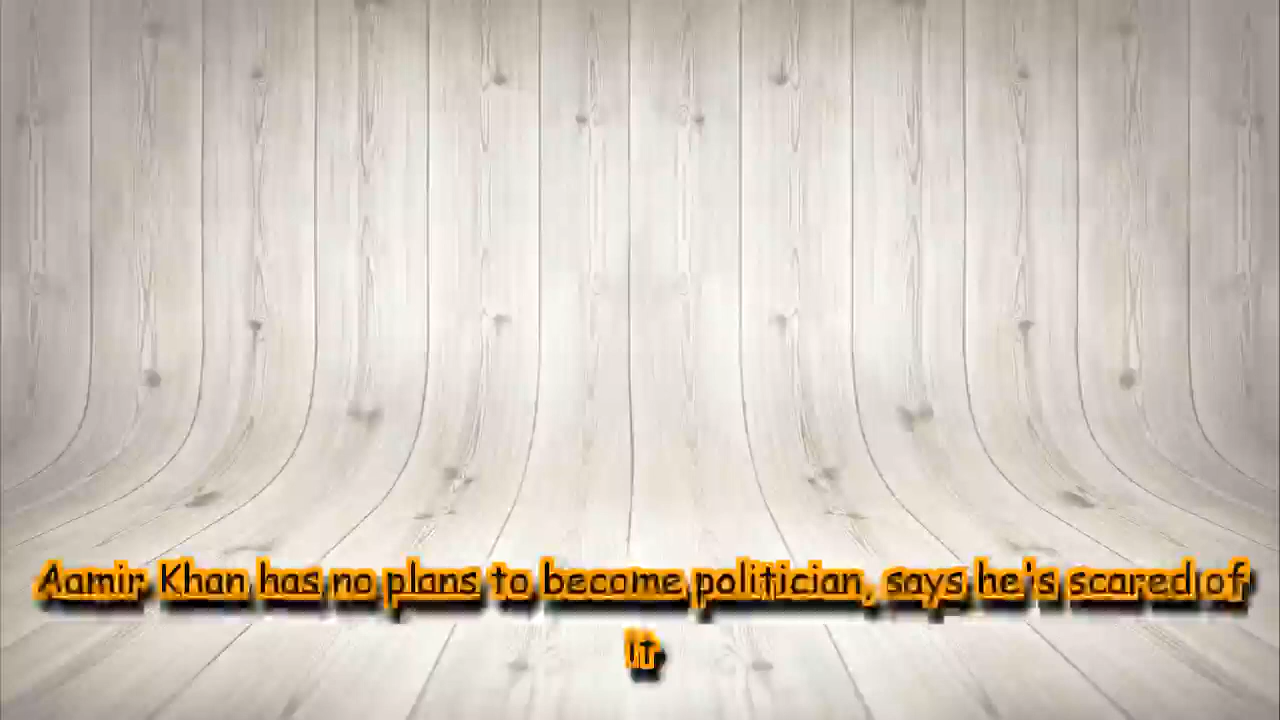 Aamir Khan has no plans to become politician, says he's scared of
it